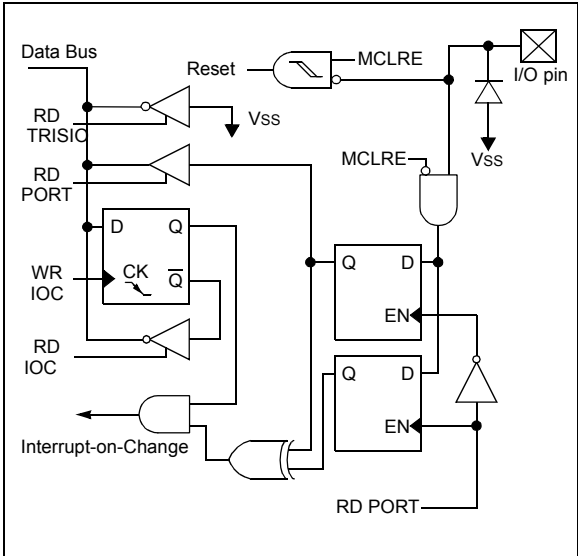 Data Bus
Reset
MCLRE
I/O pin
RD
TRISIO
VSS
VSS
RD
PORT
MCLRE
D
Q
WR
IOC
CK
Q
Q
D
EN
RD
IOC
Q
D
EN
Interrupt-on-Change
RD PORT